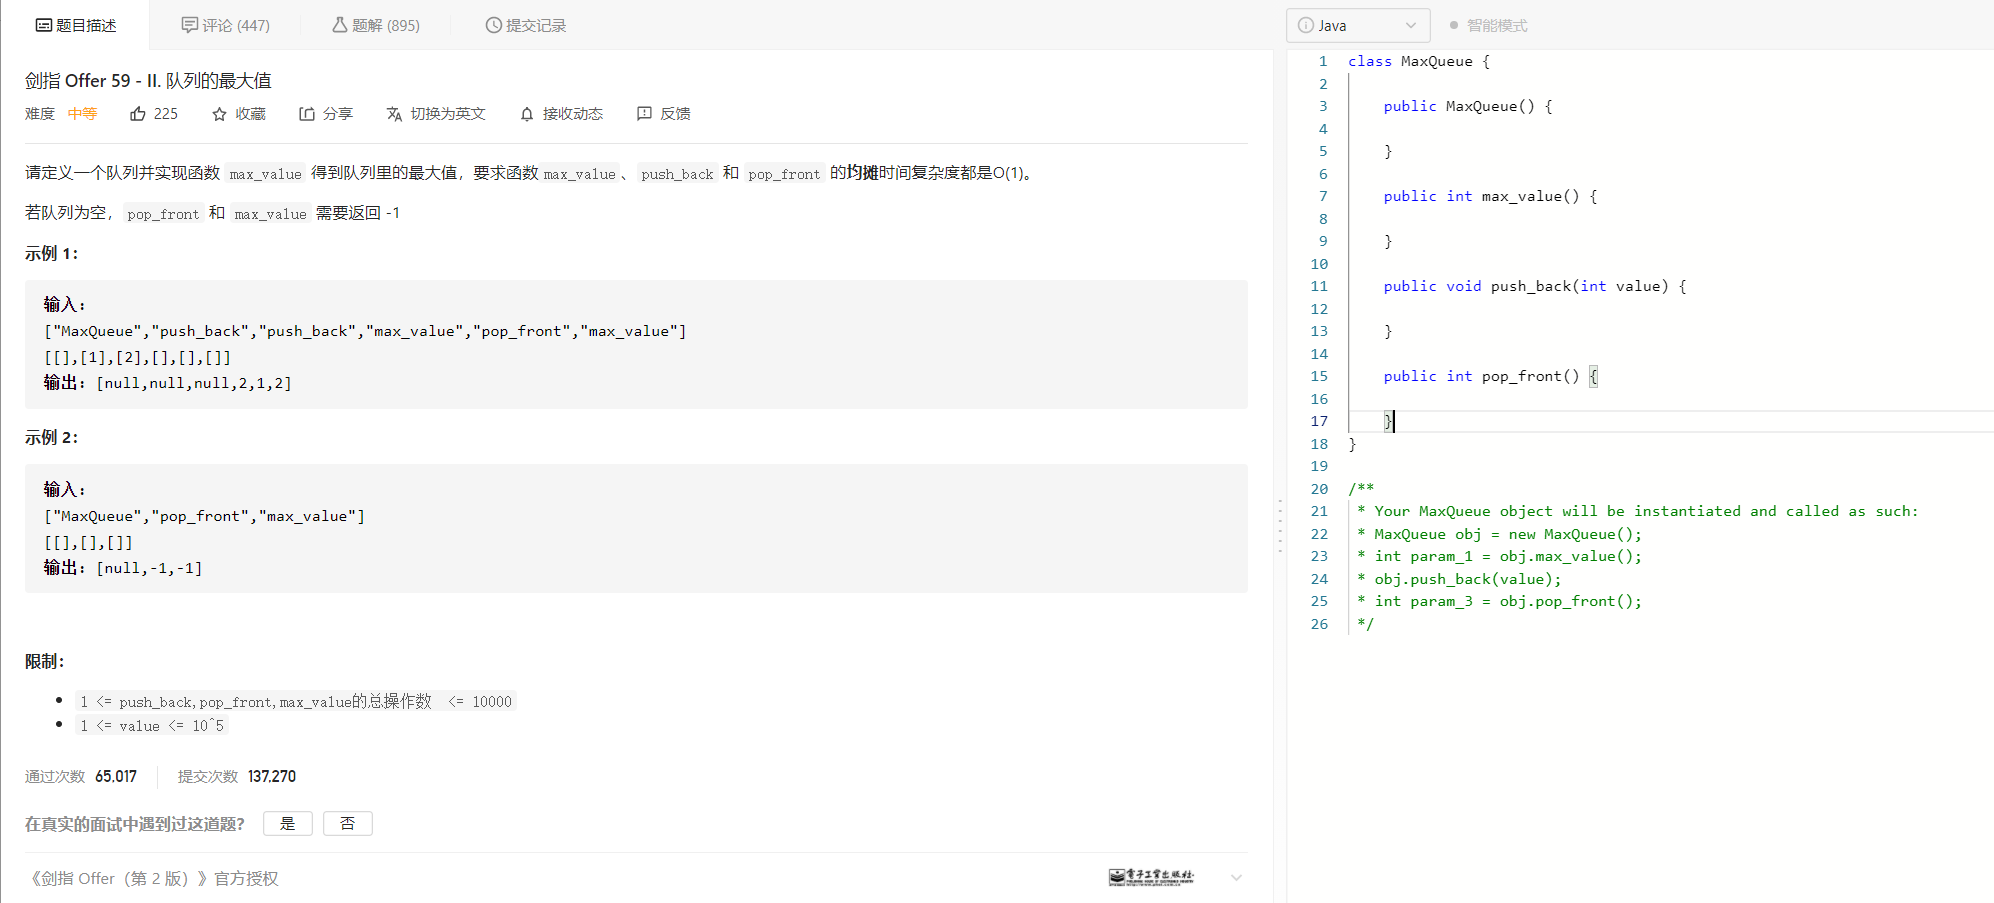 题目描述 评论 (447) 题解 (895) 提交记录
剑指 Offer 59 - II. 队列的最大值
难度 中等 225 收藏 分享 切换为英文 接收动态 反馈
请定义一个队列并实现函数 max_value 得到队列里的最大值，要求函数max_value、push_back 和 pop_front 的均摊时间复杂度都是O(1)。
若队列为空，pop_front 和 max_value 需要返回 -1
示例 1：
输入：
["MaxQueue","push_back","push_back","max_value","pop_front","max_value"]
[[],[1],[2],[],[],[]]
输出：[null,null,null,2,1,2]
示例 2：
输入：
["MaxQueue","pop_front","max_value"]
[[],[],[]]
输出：[null,-1,-1]
限制：
1 <= push_back,pop_front,max_value的总操作数 <= 10000
1 <= value <= 10^5
通过次数 65,017 提交次数 137,270
在真实的面试中遇到过这道题？ 是 否
《剑指 Offer（第 2 版）》官方授权
电子工业出版社
Java 智能模式
1 class MaxQueue {
2
3 public MaxQueue() {
4
5 }
6
7 public int max_value() {
8
9 }
10
11 public void push_back(int value) {
12
13 }
14
15 public int pop_front() {
16
17 }
18 }
19
20 /**
21 * Your MaxQueue object will be instantiated and called as such:
22 * MaxQueue obj = new MaxQueue();
23 * int param_1 = obj.max_value();
24 * obj.push_back(value);
25 * int param_3 = obj.pop_front();
26 */